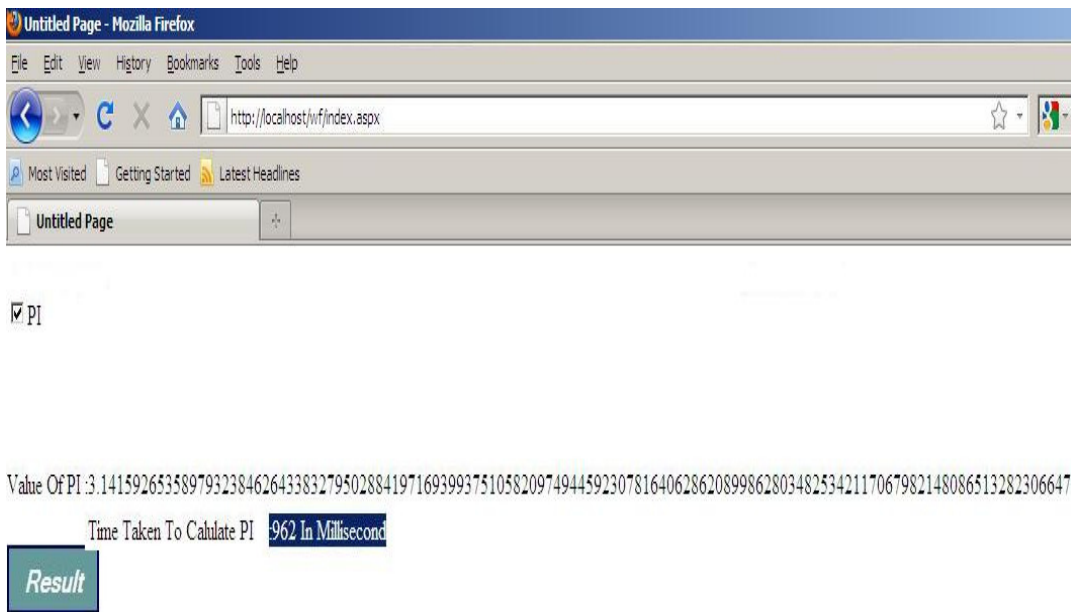 Untitled Page - Mozilla Firefox
File Edit View History Bookmarks Tools Help
http://localhost/wf/index.aspx
Most Visited Getting Started Latest Headlines
Untitled Page
PI
Value Of PI :3.141592653589793238462643383279502884197169399375105820974944592307816406286208998628034825342117067982148086513282306647
Time Taken To Calulate PI :962 In Millisecond
Result